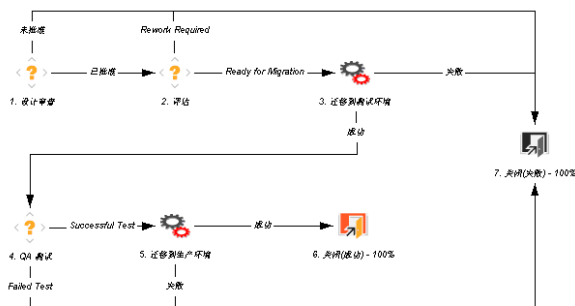 未批准
Rework Required
已批准
Ready for Migration
失败
1. 设计审查
2. 评估
3. 迁移到测试环境
成功
7. 关闭(失败) - 100%
Successful Test
成功
4. QA 测试
5. 迁移到生产环境
6. 关闭(成功) - 100%
Failed Test
失败